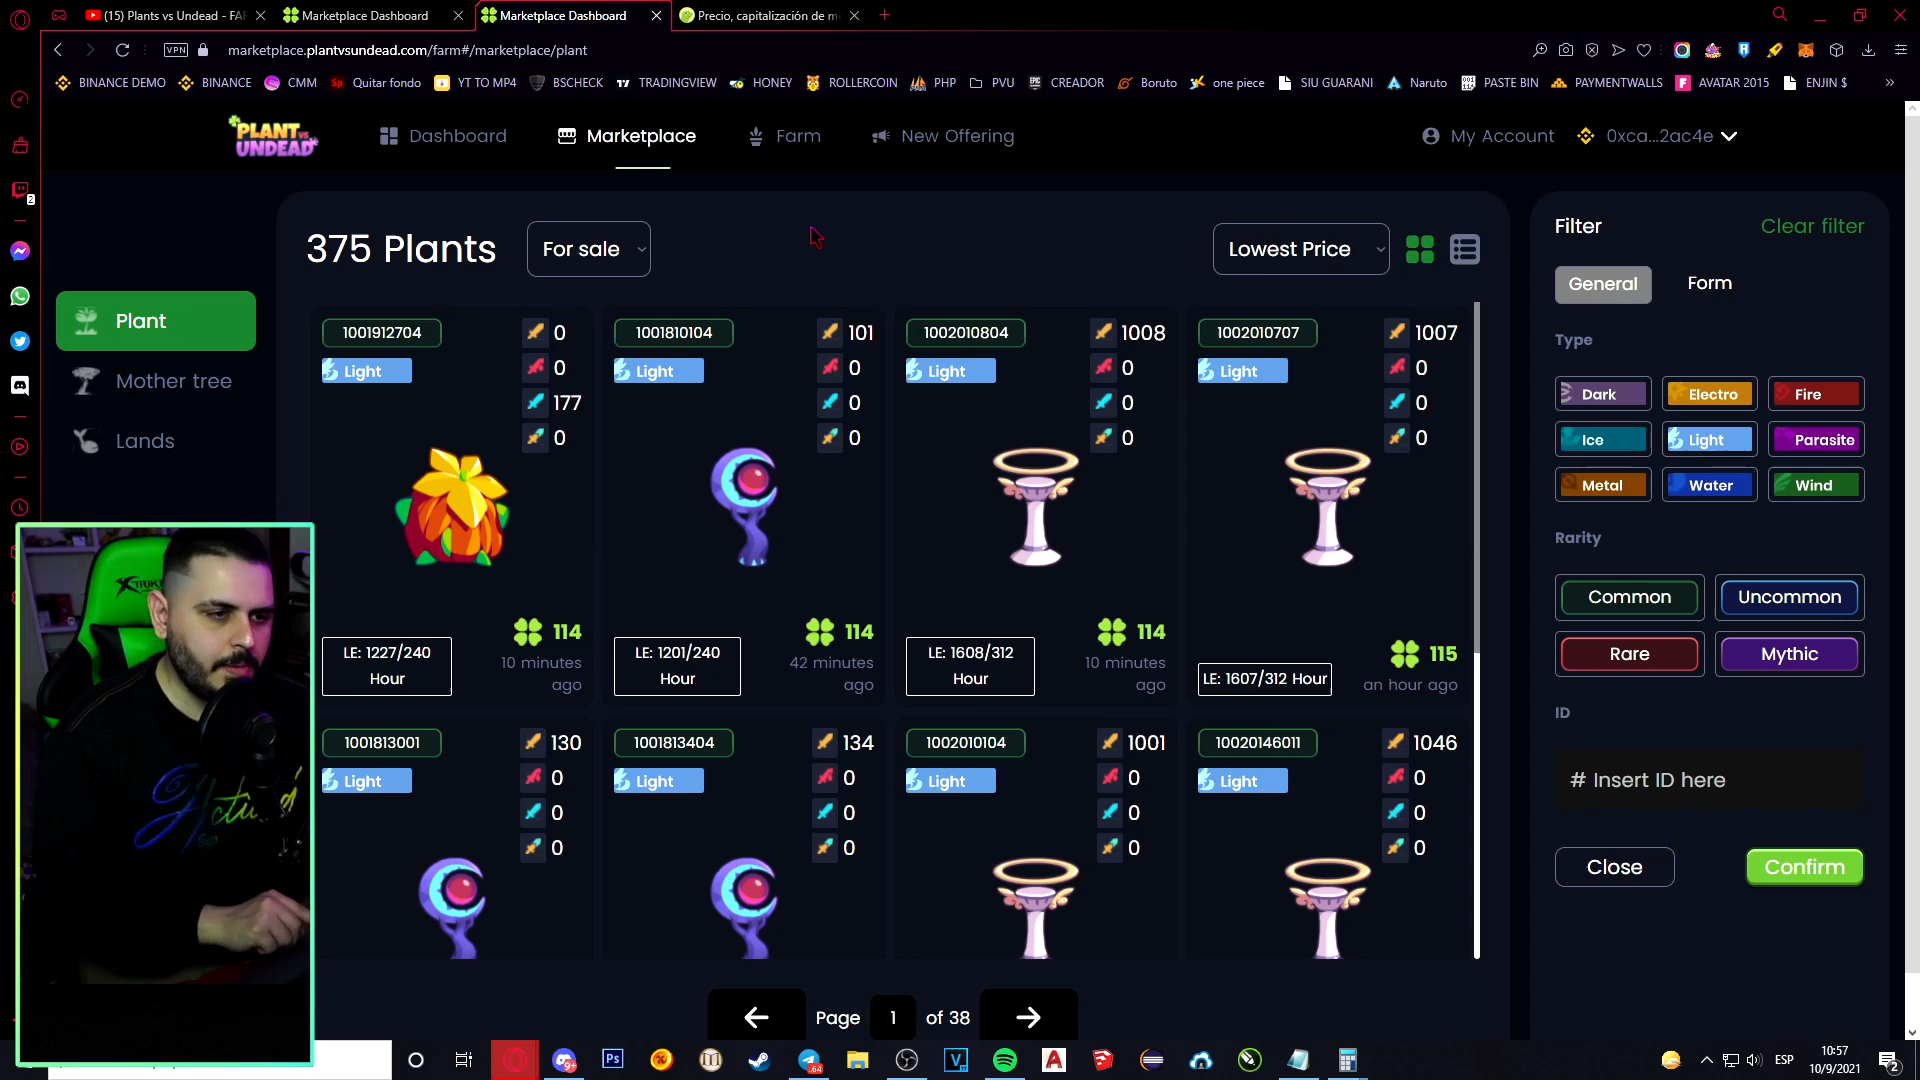 (15) Plants vs Undead - FAR
Marketplace Dashboard
Marketplace Dashboard
Precio, capitalización de m
VPN
marketplace.plantvsundead.com/farm#/marketplace/plant
BINANCE DEMO
BINANCE
CMM
Quitar fondo
YT TO MP4
BSCHECK
TRADINGVIEW
HONEY
ROLLERCOIN
PHP
PVU
CREADOR
Boruto
one piece
SIU GUARANI
Naruto
PASTE BIN
PAYMENTWALLS
AVATAR 2015
ENJIN $
PLANT VS UNDEAD
Dashboard
Marketplace
Farm
New Offering
My Account
0xca...2ac4e
375 Plants
For sale
Lowest Price
Filter
Clear filter
General
Form
Plant
Mother tree
Lands
1001912704
Light
0
0
177
0
LE: 1227/240
Hour
114
10 minutes
ago
1001810104
Light
101
0
0
0
LE: 1201/240
Hour
114
42 minutes
ago
1002010804
Light
1008
0
0
0
LE: 1608/312
Hour
114
10 minutes
ago
1002010707
Light
1007
0
0
0
LE: 1607/312 Hour
115
an hour ago
1001813001
Light
130
0
0
0
1001813404
Light
134
0
0
0
1002010104
Light
1001
0
0
0
10020146011
Light
1046
0
0
0
Type
Dark
Electro
Fire
Ice
Light
Parasite
Metal
Water
Wind
Rarity
Common
Uncommon
Rare
Mythic
ID
# Insert ID here
Close
Confirm
Page
1
of 38
ESP
10:57
10/9/2021